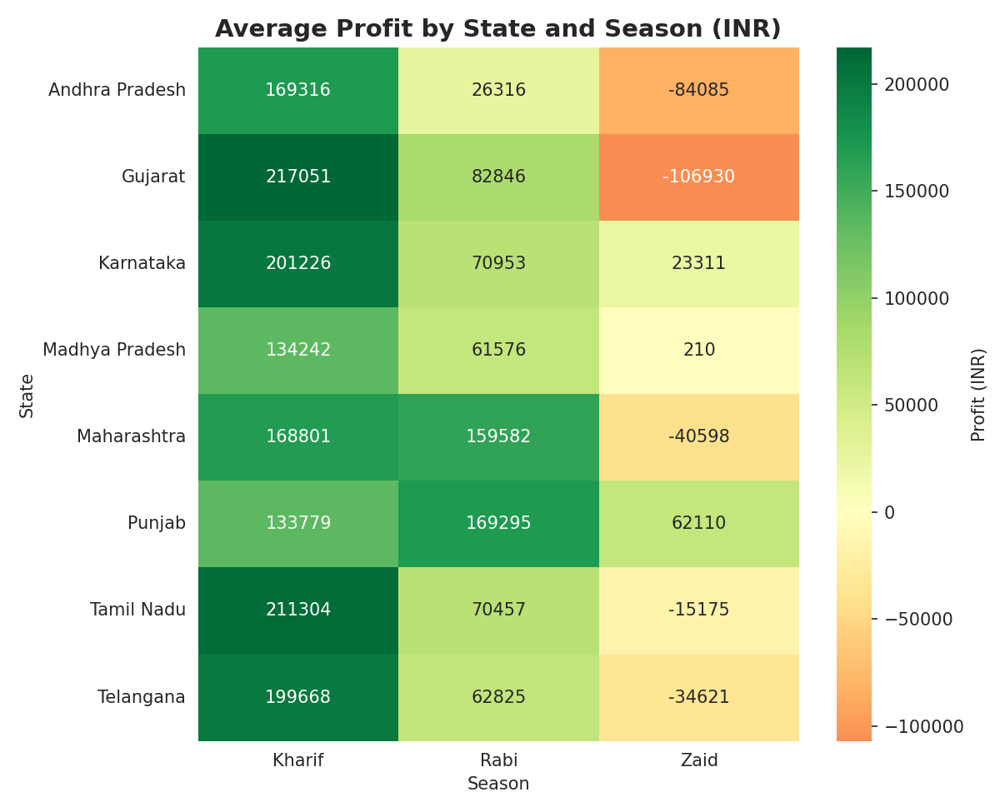 Average Profit by State and Season (INR)
Andhra Pradesh 169316 26316 -84085
Gujarat 217051 82846 -106930
Karnataka 201226 70953 23311
Madhya Pradesh 134242 61576 210
Maharashtra 168801 159582 -40598
Punjab 133779 169295 62110
Tamil Nadu 211304 70457 -15175
Telangana 199668 62825 -34621
Kharif Rabi Zaid
Season
State
200000
150000
100000
50000
0
−50000
−100000
Profit (INR)